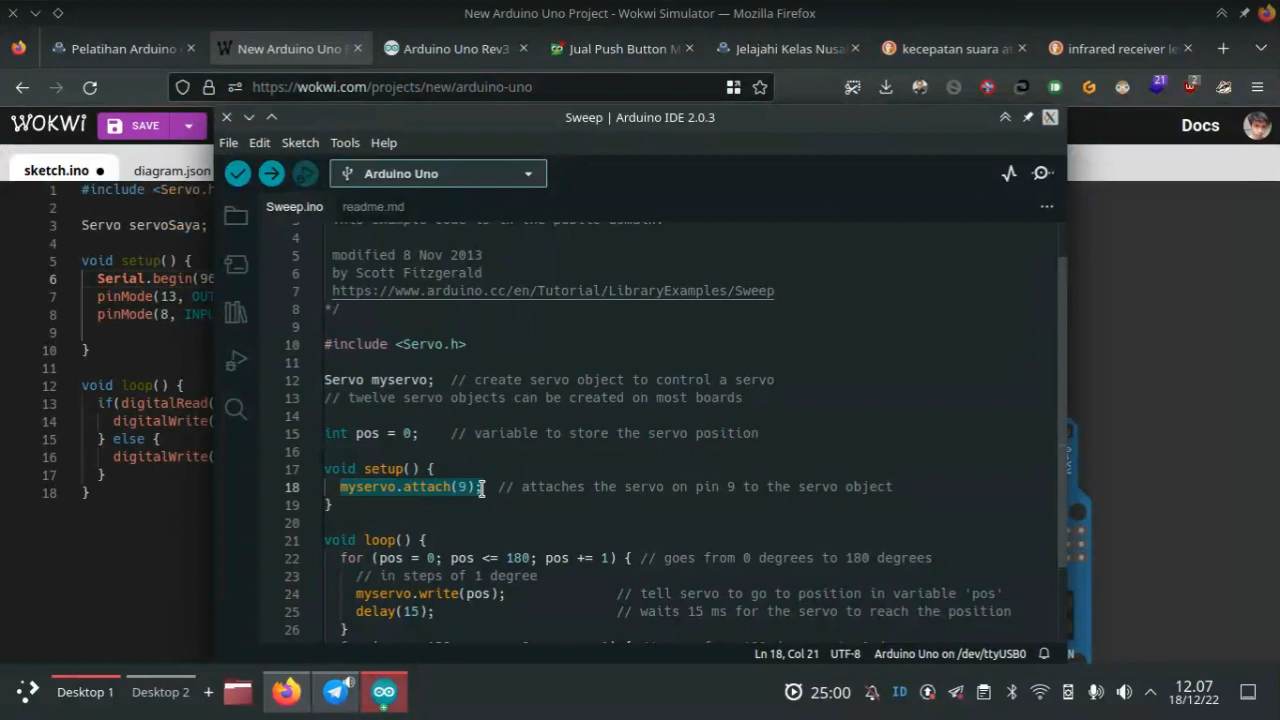 New Arduino Uno Project - Wokwi Simulator — Mozilla Firefox
Pelatihan Arduino
New Arduino Uno
Arduino Uno Rev3
Jual Push Button M
Jelajahi Kelas Nusa
kecepatan suara at
infrared receiver le
https://wokwi.com/projects/new/arduino-uno
21
2
WOKWI
SAVE
Docs
sketch.ino
diagram.json
1 #include <Servo.h
2
3 Servo servoSaya;
4
5 void setup() {
6 Serial.begin(96
7 pinMode(13, OUT
8 pinMode(8, INPU
9
10 }
11
12 void loop() {
13 if(digitalRead(
14 digitalWrite(
15 } else {
16 digitalWrite(
17 }
18 }
Sweep | Arduino IDE 2.0.3
File Edit Sketch Tools Help
Arduino Uno
Sweep.ino
readme.md
3 This example code is in the public domain.
4
5 modified 8 Nov 2013
6 by Scott Fitzgerald
7 https://www.arduino.cc/en/Tutorial/LibraryExamples/Sweep
8 */
9
10 #include <Servo.h>
11
12 Servo myservo; // create servo object to control a servo
13 // twelve servo objects can be created on most boards
14
15 int pos = 0; // variable to store the servo position
16
17 void setup() {
18 myservo.attach(9); // attaches the servo on pin 9 to the servo object
19 }
20
21 void loop() {
22 for (pos = 0; pos <= 180; pos += 1) { // goes from 0 degrees to 180 degrees
23 // in steps of 1 degree
24 myservo.write(pos); // tell servo to go to position in variable 'pos'
25 delay(15); // waits 15 ms for the servo to reach the position
26 }
Ln 18, Col 21 UTF-8 Arduino Uno on /dev/ttyUSB0
N
Desktop 1
Desktop 2
25:00
ID
12.07
18/12/22